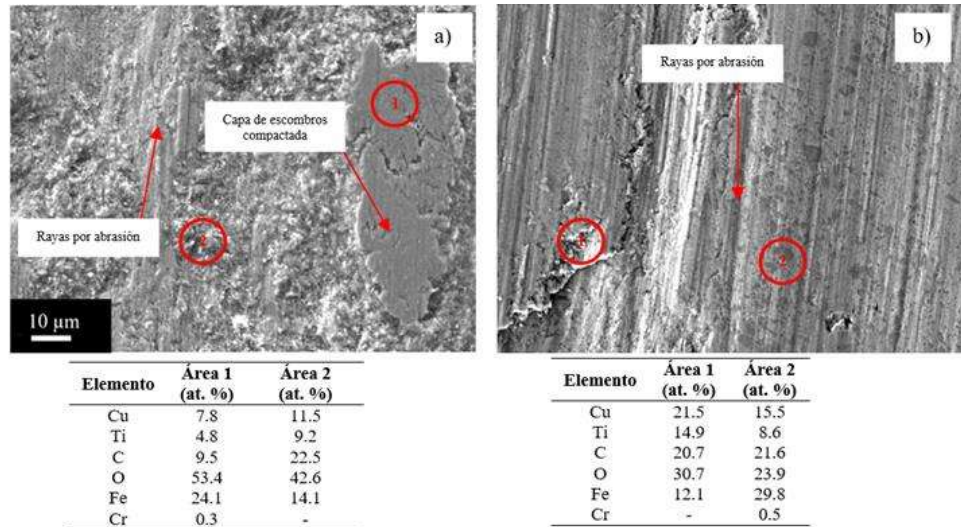 a)
1
Capa de escombros
compactada
Rayas por abrasión
2
10 µm
b)
Rayas por abrasión
1
2
Elemento Área 1 (at. %) Área 2 (at. %)
Cu 7.8 11.5
Ti 4.8 9.2
C 9.5 22.5
O 53.4 42.6
Fe 24.1 14.1
Cr 0.3 -
Elemento Área 1 (at. %) Área 2 (at. %)
Cu 21.5 15.5
Ti 14.9 8.6
C 20.7 21.6
O 30.7 23.9
Fe 12.1 29.8
Cr - 0.5